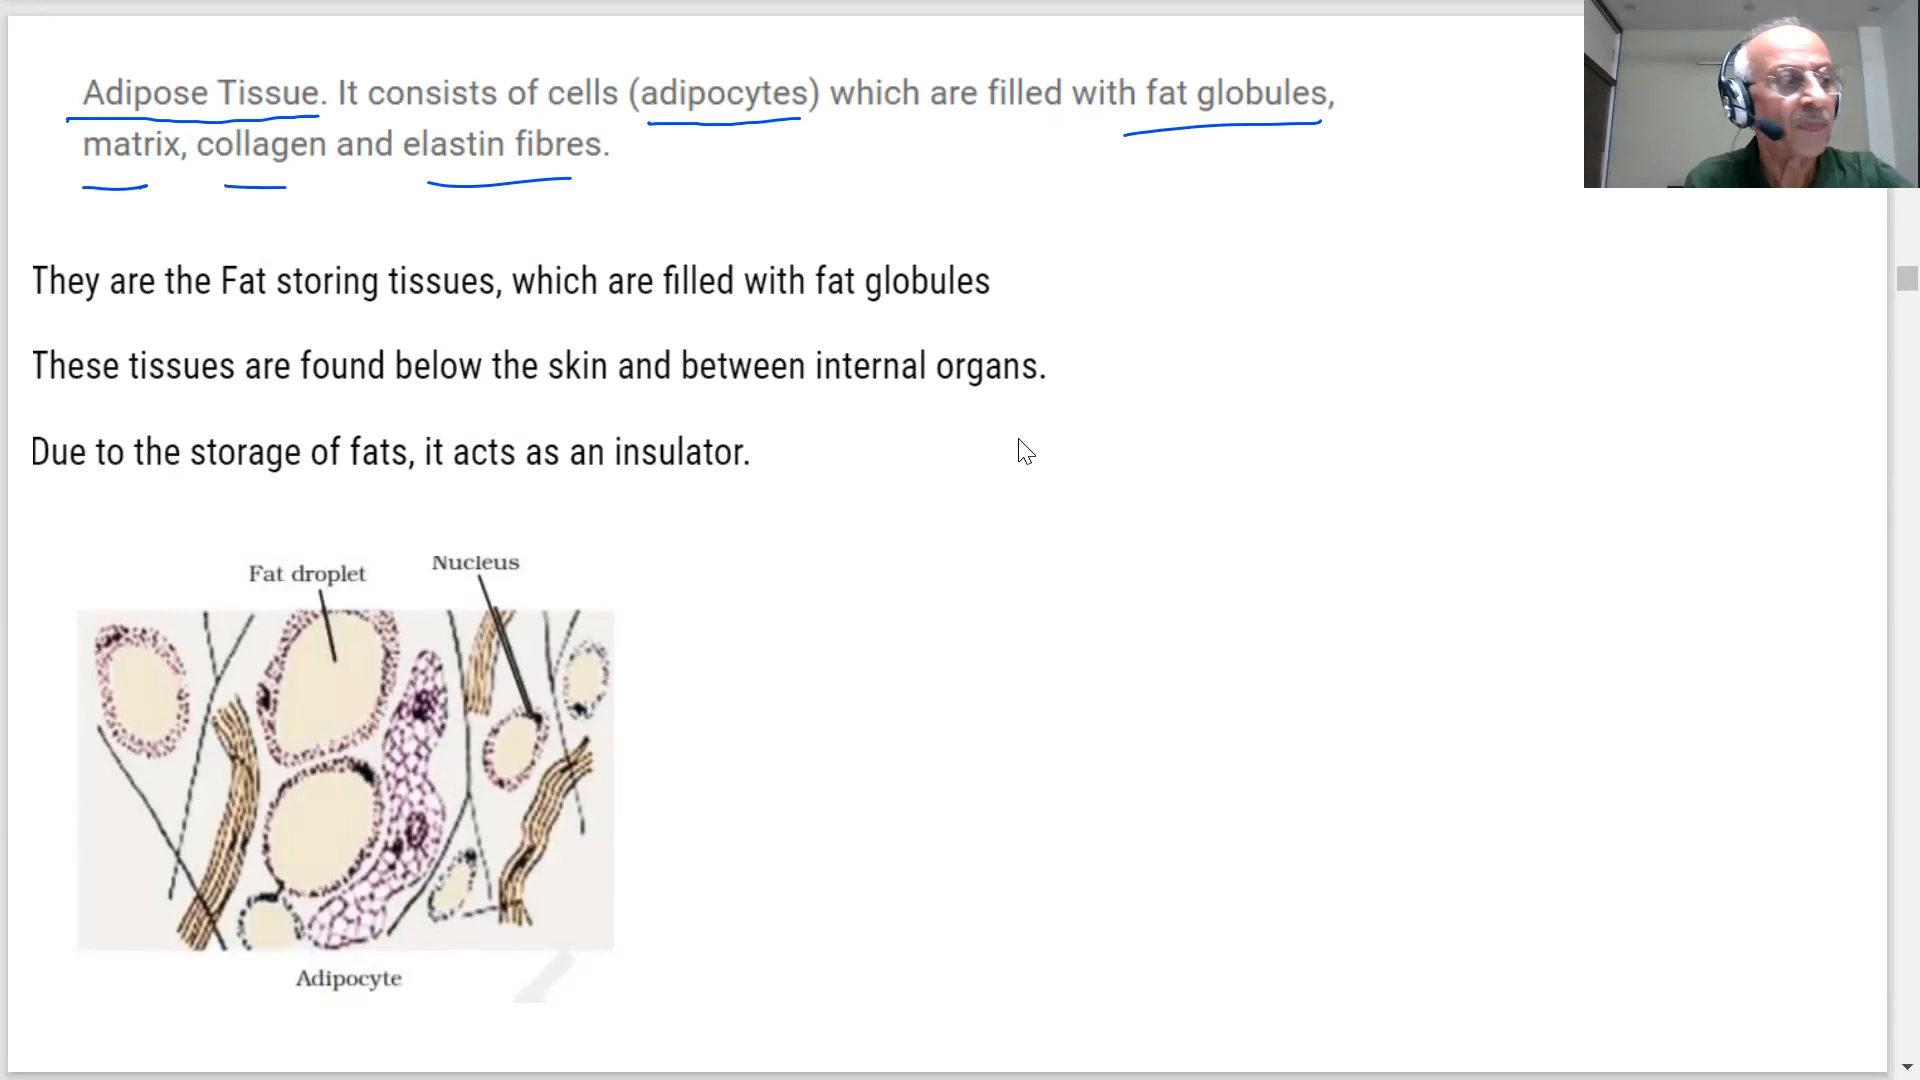 Adipose Tissue. It consists of cells (adipocytes) which are filled with fat globules,
matrix, collagen and elastin fibres.
They are the Fat storing tissues, which are filled with fat globules
These tissues are found below the skin and between internal organs.
Due to the storage of fats, it acts as an insulator.
Nucleus
Fat droplet
Adipocyte